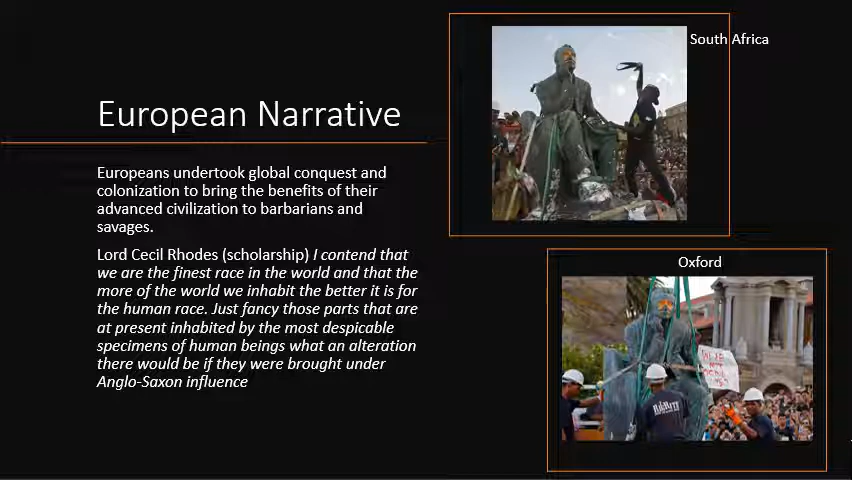 European Narrative
Europeans undertook global conquest and
colonization to bring the benefits of their
advanced civilization to barbarians and
savages.
Lord Cecil Rhodes (scholarship) I contend that
we are the finest race in the world and that the
more of the world we inhabit the better it is for
the human race. Just fancy those parts that are
at present inhabited by the most despicable
specimens of human beings what an alteration
there would be if they were brought under
Anglo-Saxon influence
South Africa
Oxford